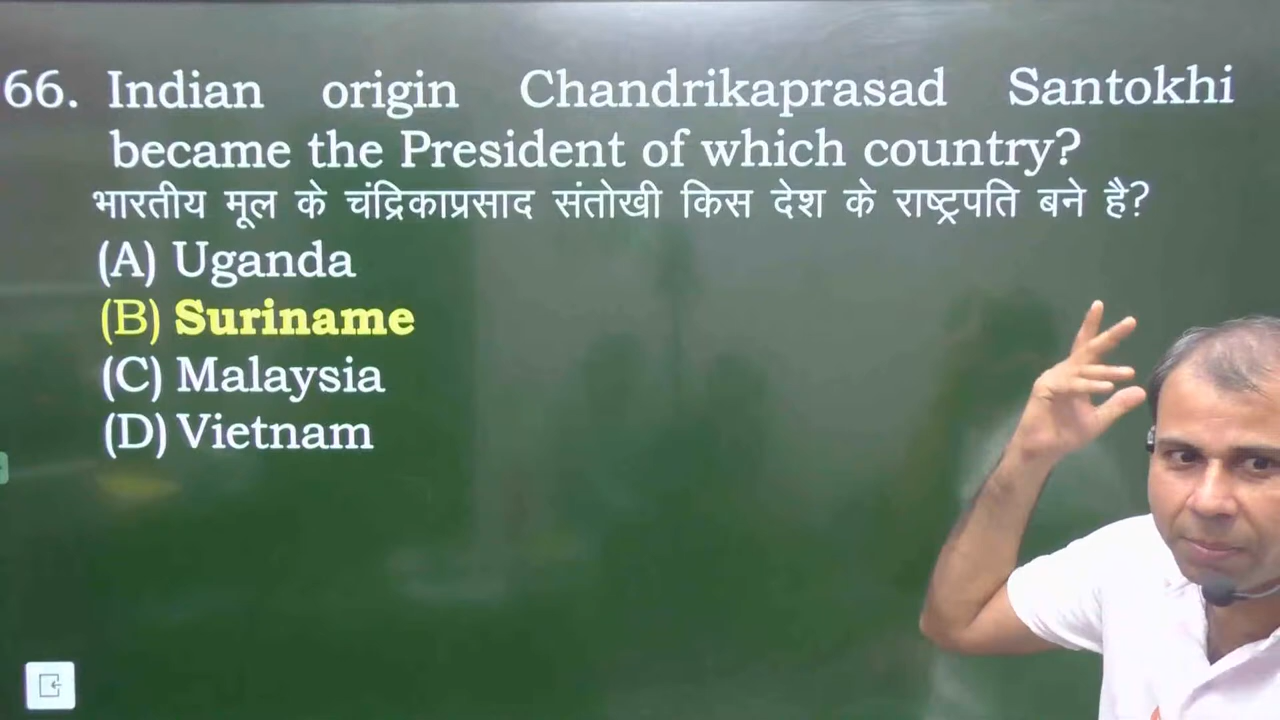 66. Indian origin Chandrikaprasad Santokhi
became the President of which country?
भारतीय मूल के चंद्रिकाप्रसाद संतोखी किस देश के राष्ट्रपति बने है?
(A) Uganda
(B) Suriname
(C) Malaysia
(D) Vietnam